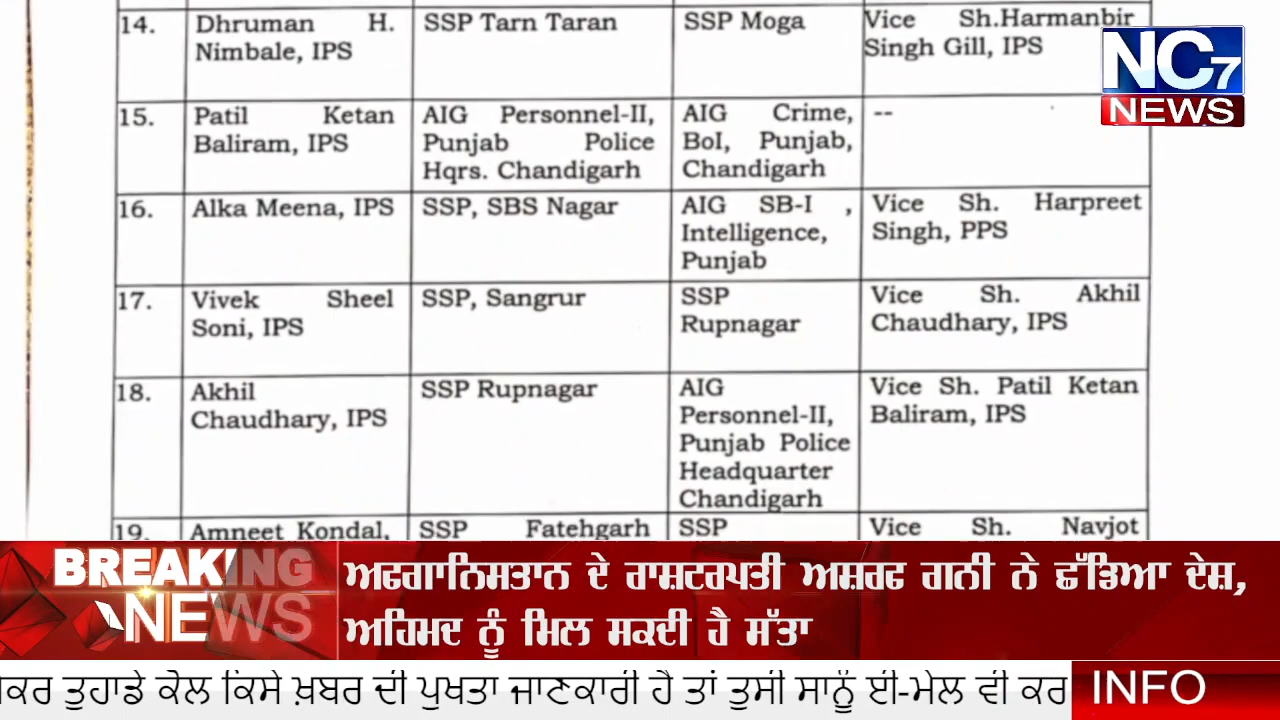 14. Dhruman H. SSP Tarn Taran SSP Moga Vice Sh.Harmanbir
Nimbale, IPS Singh Gill, IPS
NC7
NEWS
15. Patil Ketan AIG Personnel-II, AIG Crime, --
Baliram, IPS Punjab Police BoI, Punjab,
Hqrs. Chandigarh Chandigarh
16. Alka Meena, IPS SSP, SBS Nagar AIG SB-I , Vice Sh. Harpreet
Intelligence, Singh, PPS
Punjab
17. Vivek Sheel SSP, Sangrur SSP Vice Sh. Akhil
Soni, IPS Rupnagar Chaudhary, IPS
18. Akhil SSP Rupnagar AIG Vice Sh. Patil Ketan
Chaudhary, IPS Personnel-II, Baliram, IPS
Punjab Police
Headquarter
Chandigarh
19. Amneet Kondal, SSP Fatehgarh SSP Vice Sh. Navjot
BREAKING
NEWS
ਅਫਗਾਨਿਸਤਾਨ ਦੇ ਰਾਸ਼ਟਰਪਤੀ ਅਸ਼ਰਫ ਗਨੀ ਨੇ ਛੱਡਿਆ ਦੇਸ਼,
ਅਹਿਮਦ ਨੂੰ ਮਿਲ ਸਕਦੀ ਹੈ ਸੱਤਾ
ਕਰ ਤੁਹਾਡੇ ਕੋਲ ਕਿਸੇ ਖ਼ਬਰ ਦੀ ਪੁਖਤਾ ਜਾਣਕਾਰੀ ਹੈ ਤਾਂ ਤੁਸੀ ਸਾਨੂੰ ਈ-ਮੇਲ ਵੀ ਕਰ
INFO